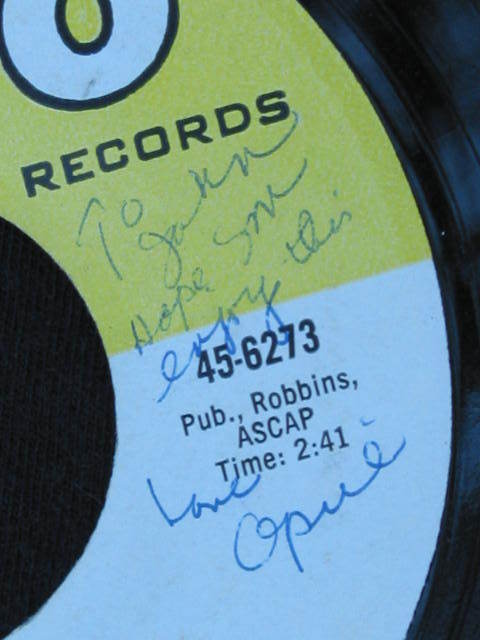 O
RECORDS
To
John
Hope you
enjoy this
45-6273
Pub., Robbins,
ASCAP
Time: 2:41
Love
Opie